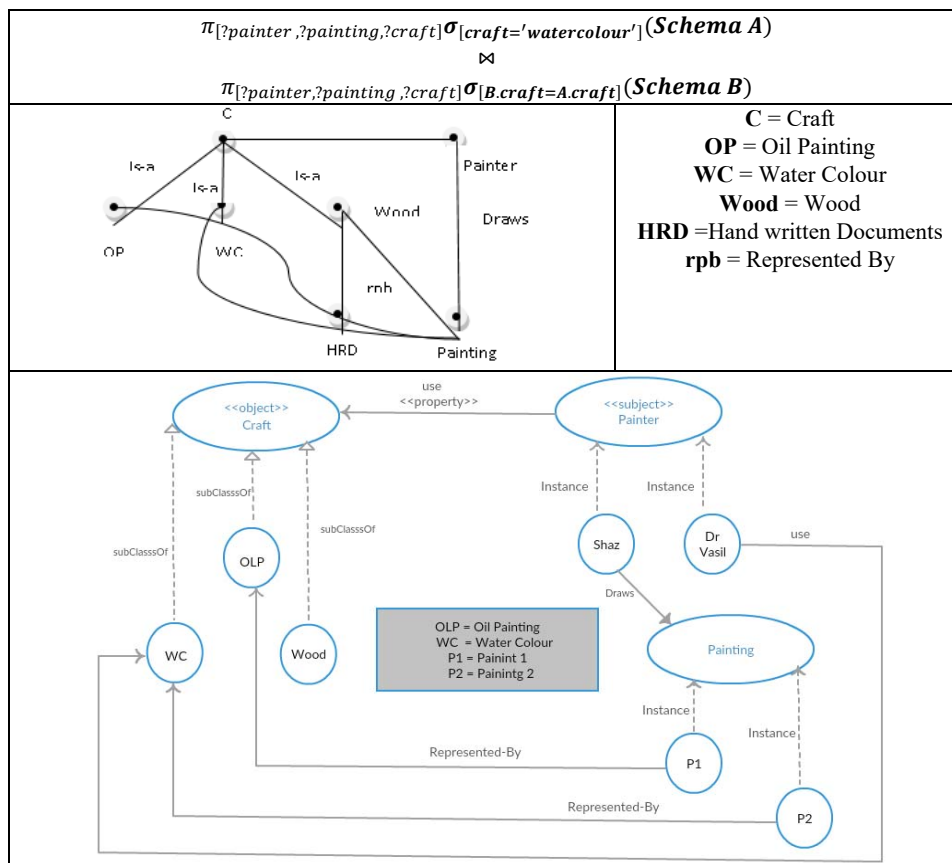 π[?painter ,?painting,?craft]σ[craft='watercolour'](Schema A)
⋈
π[?painter,?painting ,?craft]σ[B.craft=A.craft](Schema B)
C
Is-a
Is-a
Is-a
Painter
Wood
Draws
OP
WC
rnh
HRD
Painting
C = Craft
OP = Oil Painting
WC = Water Colour
Wood = Wood
HRD =Hand written Documents
rpb = Represented By
use
<<property>>
<<object>>
Craft
<<subject>>
Painter
subClasssOf
Instance
Instance
subClasssOf
subClasssOf
OLP
Shaz
Dr
Vasil
use
Draws
OLP = Oil Painting
WC = Water Colour
P1 = Painint 1
P2 = Painintg 2
WC
Wood
Painting
Instance
Instance
Represented-By
P1
Represented-By
P2